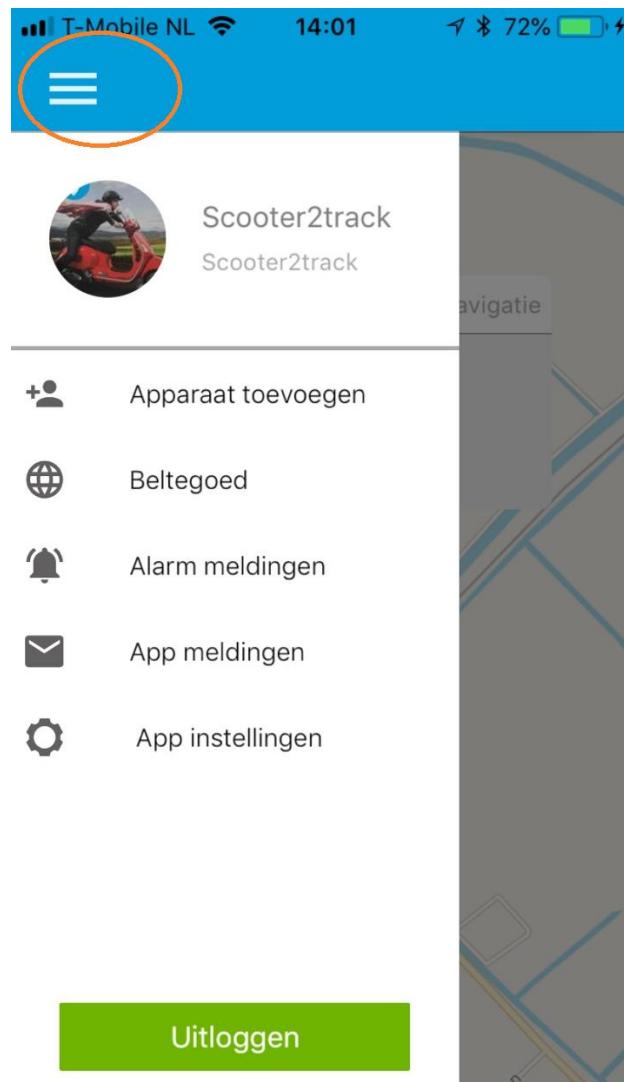 T-Mobile NL 14:01 72%
Scooter2track
Scooter2track
avigatie
Apparaat toevoegen
Beltegoed
Alarm meldingen
App meldingen
App instellingen
Uitloggen